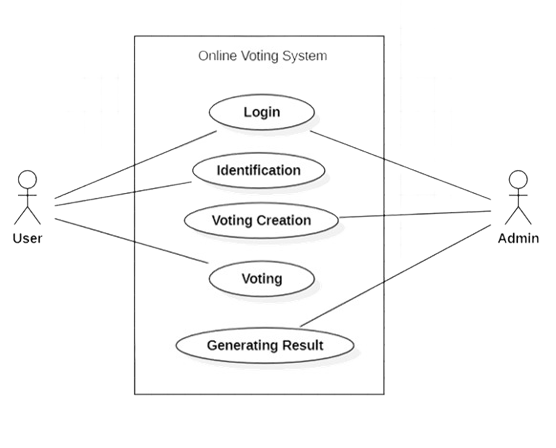 Online Voting System
Login
Identification
Voting Creation
Voting
Generating Result
User
Admin